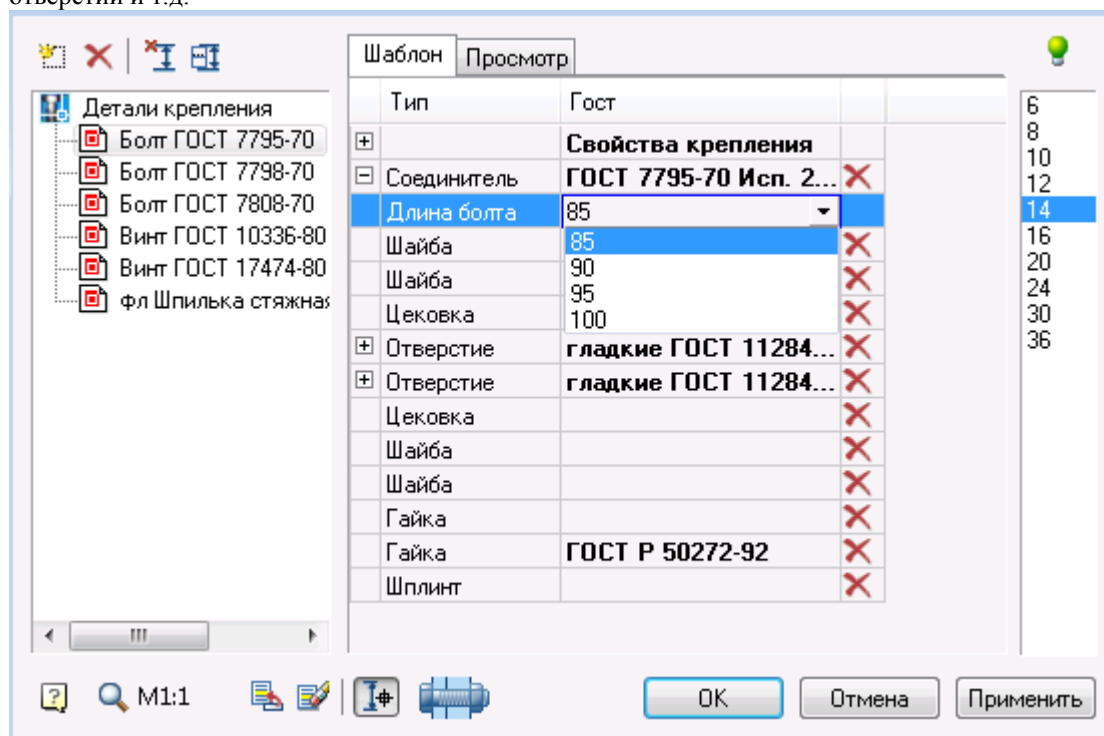 отверстий и т.д.
Шаблон Просмотр
Детали крепления
Болт ГОСТ 7795-70
Болт ГОСТ 7798-70
Болт ГОСТ 7808-70
Винт ГОСТ 10336-80
Винт ГОСТ 17474-80
фл Шпилька стяжная
Тип Гост
Свойства крепления
Соединитель ГОСТ 7795-70 Исп. 2...
Длина болта 85
Шайба 85
90
Шайба 95
Цековка 100
Отверстие гладкие ГОСТ 11284...
Отверстие гладкие ГОСТ 11284...
Цековка
Шайба
Шайба
Гайка
Гайка ГОСТ Р 50272-92
Шплинт
6
8
10
12
14
16
20
24
30
36
М1:1 ОК Отмена Применить